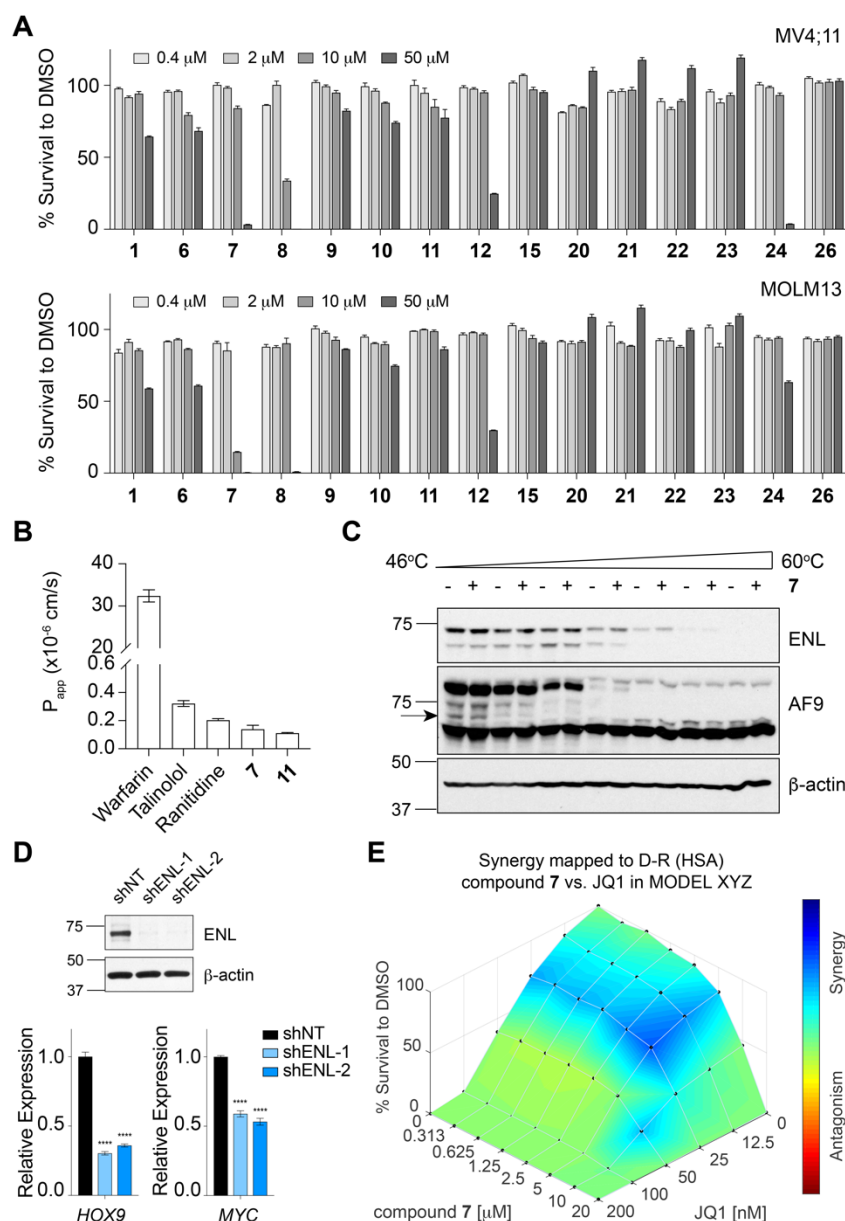 A
MV4;11
0.4 µM 2 µM 10 µM 50 µM
% Survival to DMSO
100
50
0
1 6 7 8 9 10 11 12 15 20 21 22 23 24 26
MOLM13
0.4 µM 2 µM 10 µM 50 µM
% Survival to DMSO
100
50
0
1 6 7 8 9 10 11 12 15 20 21 22 23 24 26
B
P app (x10-6 cm/s)
40
30
20
0.6
0.4
0.2
0.0
Warfarin
Talinolol
Ranitidine
7
11
C
46°C 60°C
- + - + - + - + - + - + - + 7
75
ENL
75
AF9
50
β-actin
37
D
shNT
shENL-1
shENL-2
75
ENL
50
β-actin
37
shNT
shENL-1
shENL-2
Relative Expression
1.0
0.5
0.0
**** ****
HOX9
Relative Expression
1.0
0.5
0.0
**** ****
MYC
E
Synergy mapped to D-R (HSA)
compound 7 vs. JQ1 in MODEL XYZ
% Survival to DMSO
100
50
0
0
0.313
0.625
1.25
2.5
5
10
20
compound 7 [µM]
200
100
50
25
12.5
0
JQ1 [nM]
Synergy
Antagonism